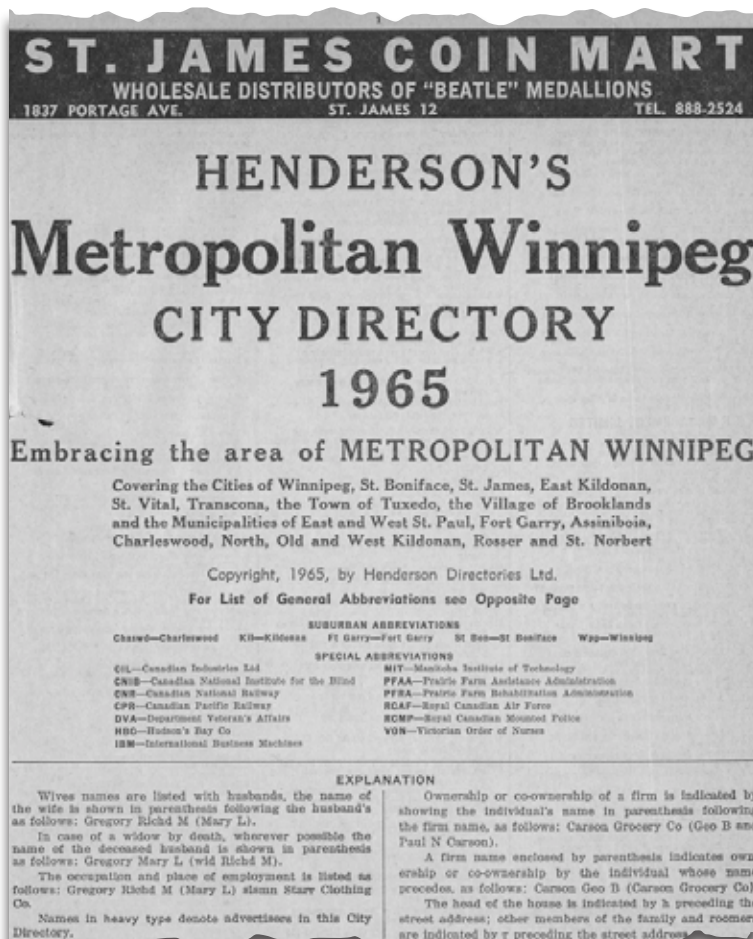 ST. JAMES COIN MART
WHOLESALE DISTRIBUTORS OF "BEATLE" MEDALLIONS
1837 PORTAGE AVE. ST. JAMES 12 TEL. 888-2524
HENDERSON'S
Metropolitan Winnipeg
CITY DIRECTORY
1965
Embracing the area of METROPOLITAN WINNIPEG
Covering the Cities of Winnipeg, St. Boniface, St. James, East Kildonan,
St. Vital, Transcona, the Town of Tuxedo, the Village of Brooklands
and the Municipalities of East and West St. Paul, Fort Garry, Assiniboia,
Charleswood, North, Old and West Kildonan, Rosser and St. Norbert
Copyright, 1965, by Henderson Directories Ltd.
For List of General Abbreviations see Opposite Page
SUBURBAN ABBREVIATIONS
Chaswd—Charleswood Kil—Kildonan Ft Garry—Fort Garry St Bon—St Boniface Wpg—Winnipeg
SPECIAL ABBREVIATIONS
CIL—Canadian Industries Ltd
CNIB—Canadian National Institute for the Blind
CNR—Canadian National Railway
CPR—Canadian Pacific Railway
DVA—Department Veteran's Affairs
HBC—Hudson's Bay Co
IBM—International Business Machines
MIT—Manitoba Institute of Technology
PFAA—Prairie Farm Assistance Administration
PFRA—Prairie Farm Rehabilitation Administration
RCAF—Royal Canadian Air Force
RCMP—Royal Canadian Mounted Police
VON—Victorian Order of Nurses
EXPLANATION
Wives names are listed with husbands, the name of
the wife is shown in parenthesis following the husband's
as follows: Gregory Richd M (Mary L).
In case of a widow by death, wherever possible the
name of the deceased husband is shown in parenthesis
as follows: Gregory Mary L (wid Richd M).
The occupation and place of employment is listed as
follows: Gregory Richd M (Mary L) slsmn Starr Clothing
Co.
Names in heavy type denote advertisers in this City
Directory.
Ownership or co-ownership of a firm is indicated by
showing the individual's name in parenthesis following
the firm name, as follows: Carson Grocery Co (Geo B and
Paul N Carson).
A firm name enclosed by parenthesis indicates own-
ership or co-ownership by the individual whose name
precedes, as follows: Carson Geo B (Carson Grocery Co)
The head of the house is indicated by h preceding the
street address; other members of the family and roomers
are indicated by r preceding the street address